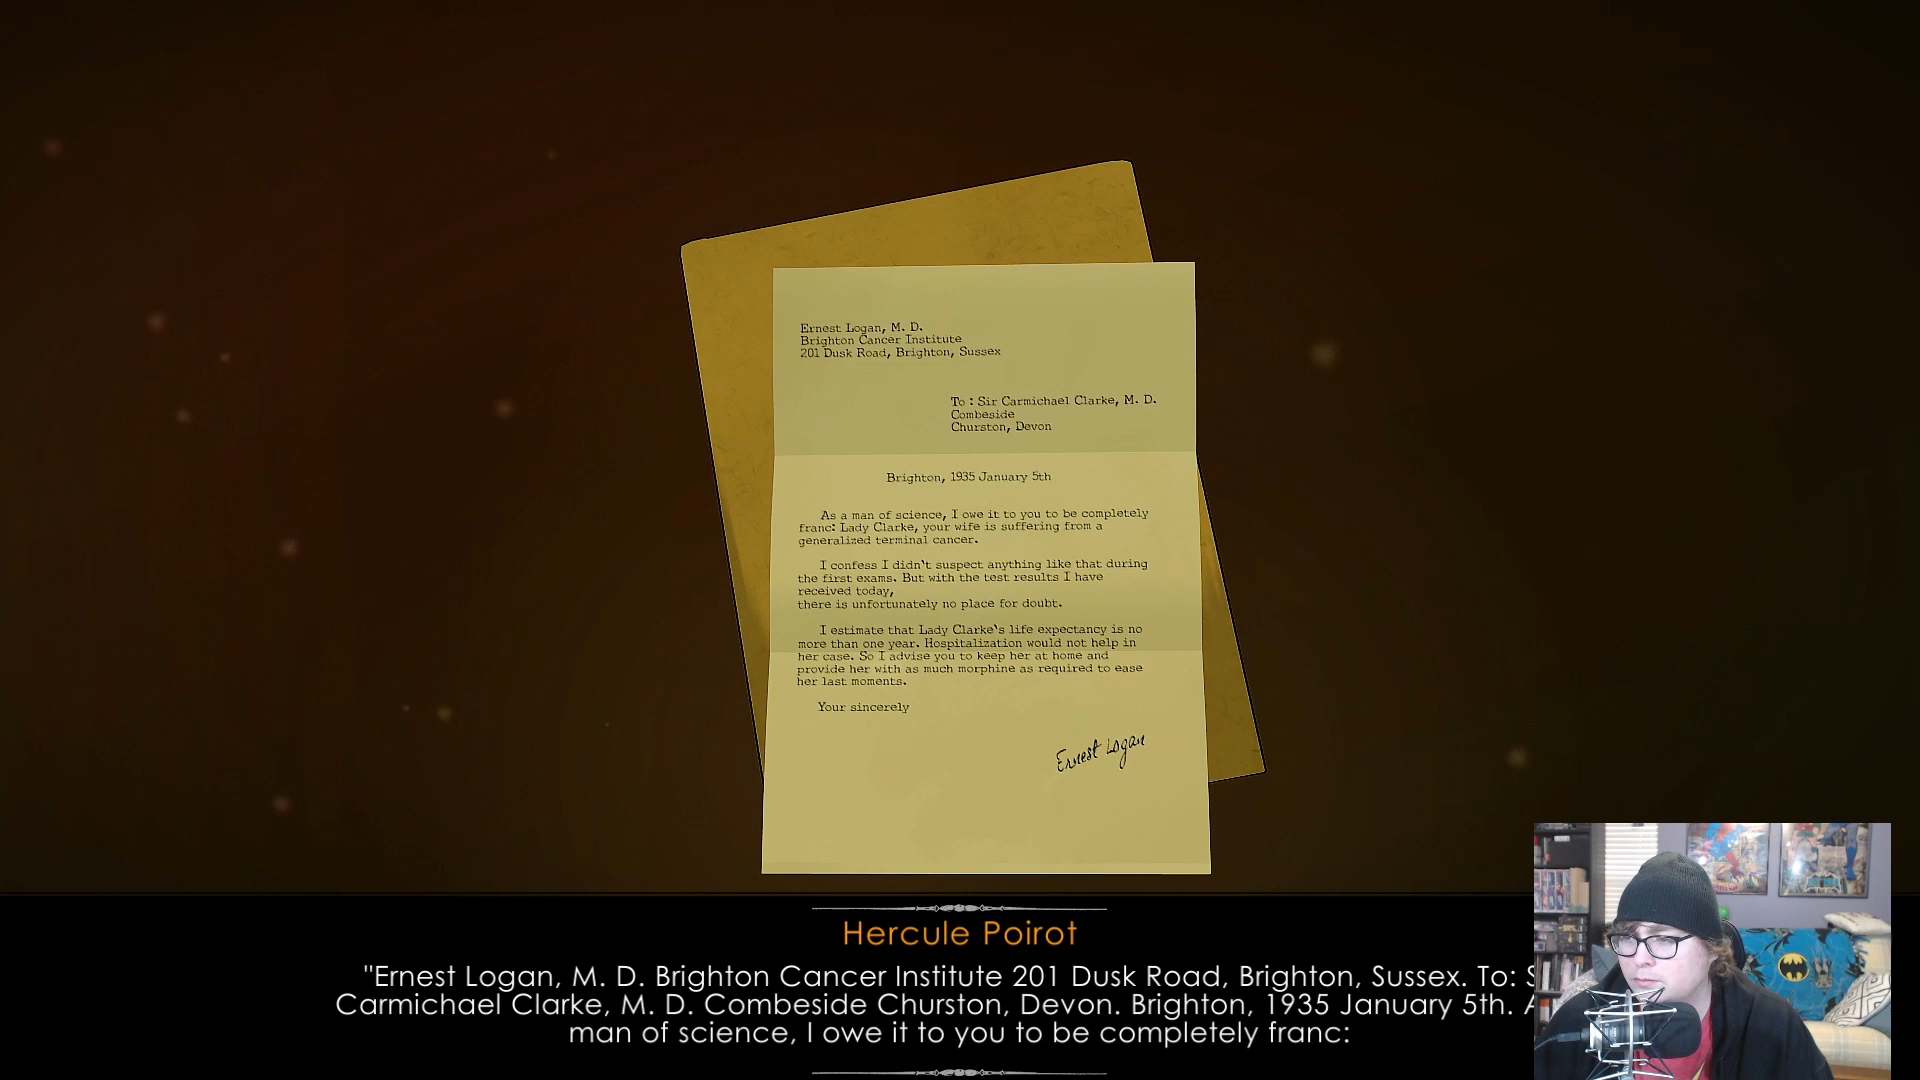 Ernest Logan, M. D.
Brighton Cancer Institute
201 Dusk Road, Brighton, Sussex
To : Sir Carmichael Clarke, M. D.
Combeside
Churston, Devon
Brighton, 1935 January 5th
As a man of science, I owe it to you to be completely
franc: Lady Clarke, your wife is suffering from a
generalized terminal cancer.
I confess I didn't suspect anything like that during
the first exams. But with the test results I have
received today,
there is unfortunately no place for doubt.
I estimate that Lady Clarke's life expectancy is no
more than one year. Hospitalization would not help in
her case. So I advise you to keep her at home and
provide her with as much morphine as required to ease
her last moments.
Your sincerely
Ernest Logan
Hercule Poirot
"Ernest Logan, M. D. Brighton Cancer Institute 201 Dusk Road, Brighton, Sussex. To:
Carmichael Clarke, M. D. Combeside Churston, Devon. Brighton, 1935 January 5th.
man of science, I owe it to you to be completely franc: